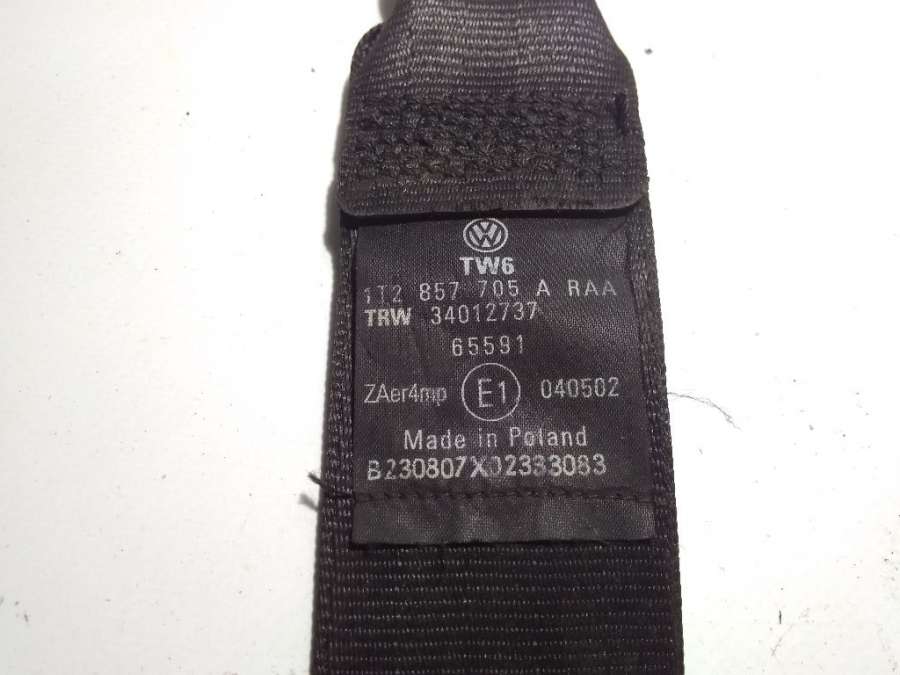 TW6
1T2 857 705 A RAA
TRW 34012737
65591
ZAer4mp E1 040502
Made in Poland
B230807X02333083